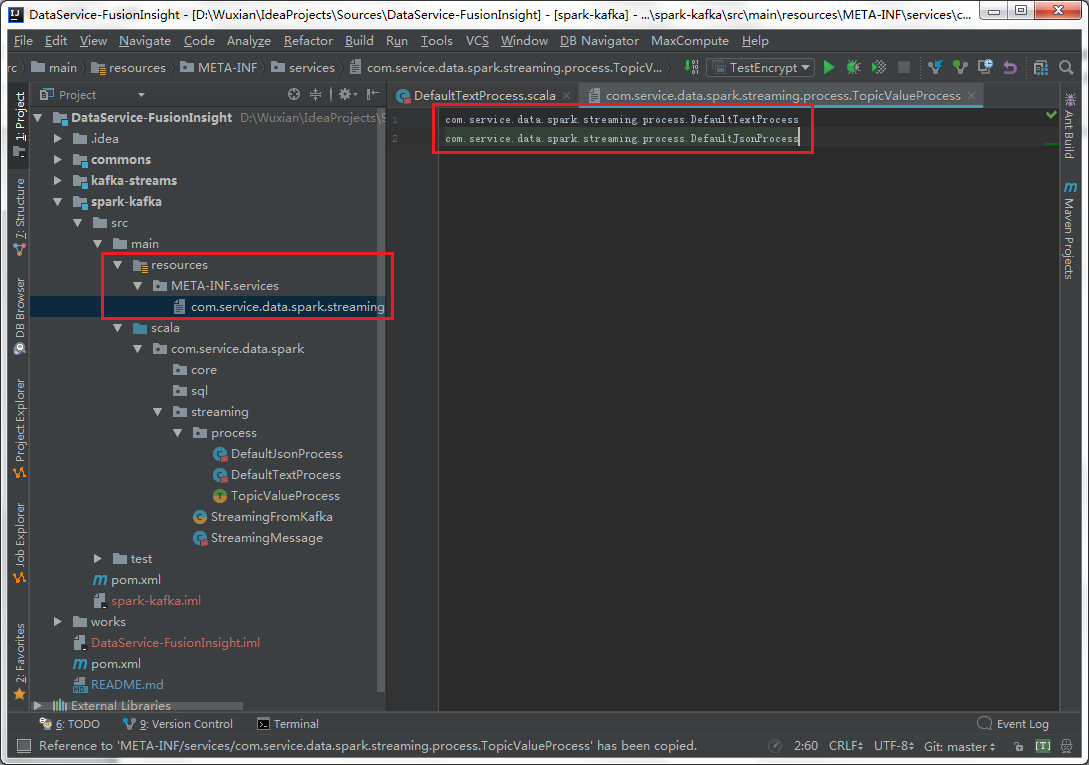 DataService-FusionInsight - [D:\Wuxian\IdeaProjects\Sources\DataService-FusionInsight] - [spark-kafka] - ...\spark-kafka\src\main\resources\META-INF\services\c...
File Edit View Navigate Code Analyze Refactor Build Run Tools VCS Window DB Navigator MaxCompute Help
rc main resources META-INF services com.service.data.spark.streaming.process.TopicV... TestEncrypt
Project
DefaultTextProcess.scala com.service.data.spark.streaming.process.TopicValueProcess
1 com.service.data.spark.streaming.process.DefaultTextProcess
2 com.service.data.spark.streaming.process.DefaultJsonProcess
DataService-FusionInsight D:\Wuxian\IdeaProjects\S
.idea
commons
kafka-streams
spark-kafka
src
main
resources
META-INF.services
com.service.data.spark.streaming
scala
com.service.data.spark
core
sql
streaming
process
DefaultJsonProcess
DefaultTextProcess
TopicValueProcess
StreamingFromKafka
StreamingMessage
test
pom.xml
spark-kafka.iml
works
DataService-FusionInsight.iml
pom.xml
README.md
External Libraries
1: Project
7: Structure
DB Browser
Project Explorer
Job Explorer
2: Favorites
Ant Build
Maven Projects
6: TODO 9: Version Control Terminal Event Log
Reference to 'META-INF/services/com.service.data.spark.streaming.process.TopicValueProcess' has been copied. 2:60 CRLF UTF-8 Git: master [T]